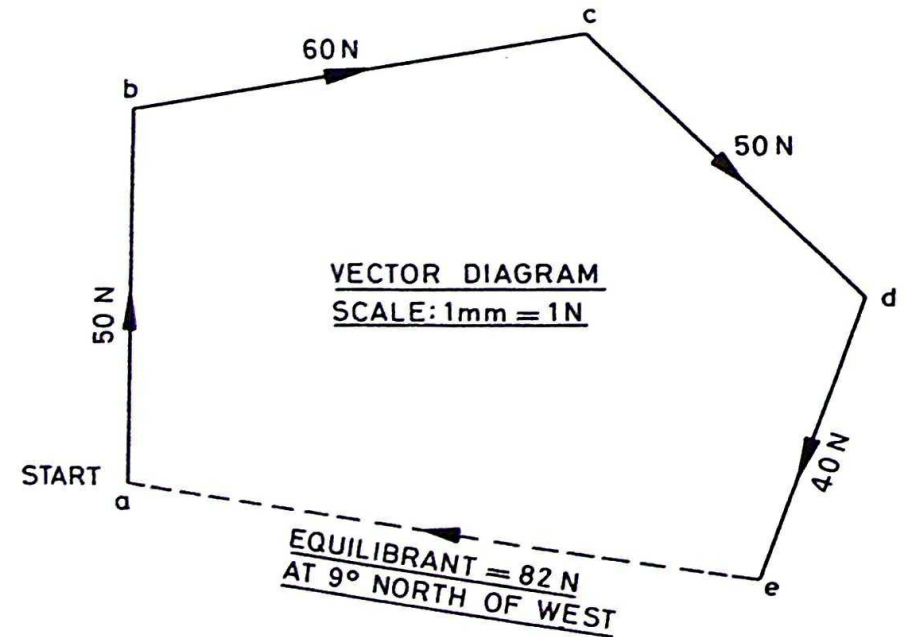 c
60 N
b
50 N
VECTOR DIAGRAM
SCALE: 1mm = 1N
d
50 N
40 N
START
a
EQUILIBRANT = 82 N
AT 9° NORTH OF WEST
e